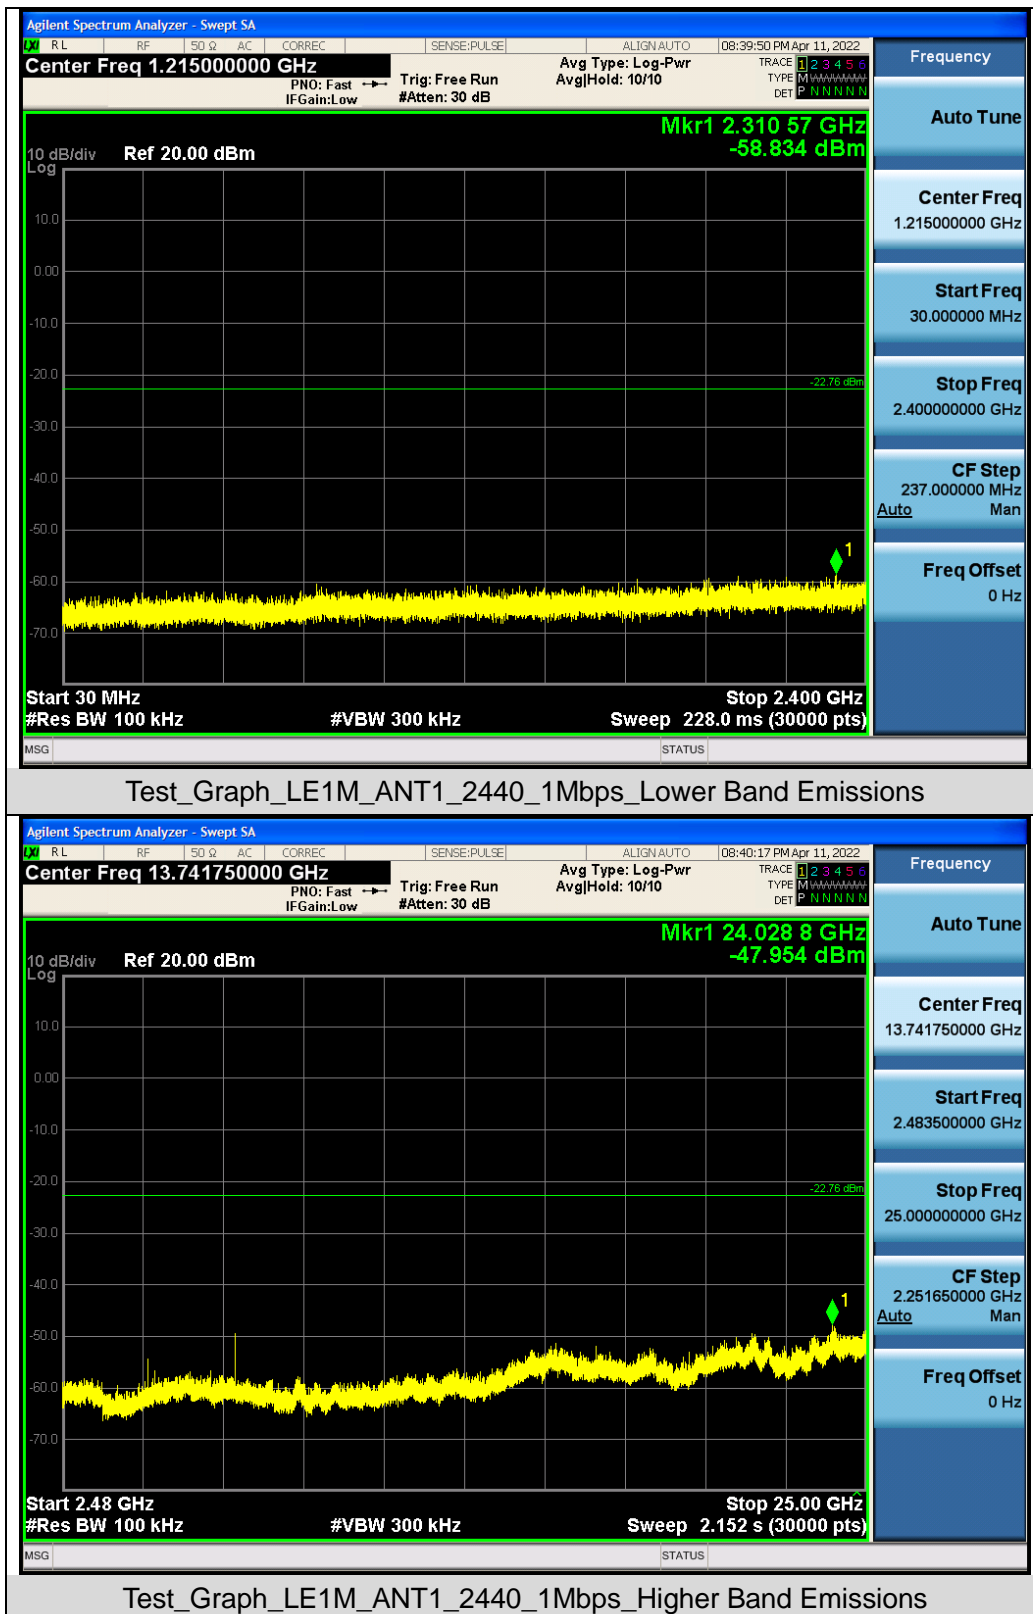 Agilent Spectrum Analyzer - Swept SA
LXI RL RF 50 Ω AC CORREC SENSE:PULSE ALIGN AUTO 08:39:50 PM Apr 11, 2022
Center Freq 1.215000000 GHz
PNO: Fast
IFGain:Low
Trig: Free Run
#Atten: 30 dB
Avg Type: Log-Pwr
Avg|Hold: 10/10
TRACE 1 2 3 4 5 6
TYPE M WWWWW
DET P N N N N N
Frequency
Auto Tune
Center Freq
1.215000000 GHz
Start Freq
30.000000 MHz
Stop Freq
2.400000000 GHz
CF Step
237.000000 MHz
Auto Man
Freq Offset
0 Hz
Mkr1 2.310 57 GHz
-58.834 dBm
10 dB/div Ref 20.00 dBm
Log
10.0
0.00
-10.0
-20.0
-22.76 dBm
-30.0
-40.0
-50.0
1
-60.0
-70.0
Start 30 MHz Stop 2.400 GHz
#Res BW 100 kHz #VBW 300 kHz Sweep 228.0 ms (30000 pts)
MSG STATUS
Test_Graph_LE1M_ANT1_2440_1Mbps_Lower Band Emissions
Agilent Spectrum Analyzer - Swept SA
LXI RL RF 50 Ω AC CORREC SENSE:PULSE ALIGN AUTO 08:40:17 PM Apr 11, 2022
Center Freq 13.741750000 GHz
PNO: Fast
IFGain:Low
Trig: Free Run
#Atten: 30 dB
Avg Type: Log-Pwr
Avg|Hold: 10/10
TRACE 1 2 3 4 5 6
TYPE M WWWWW
DET P N N N N N
Frequency
Auto Tune
Center Freq
13.741750000 GHz
Start Freq
2.483500000 GHz
Stop Freq
25.000000000 GHz
CF Step
2.251650000 GHz
Auto Man
Freq Offset
0 Hz
Mkr1 24.028 8 GHz
-47.954 dBm
10 dB/div Ref 20.00 dBm
Log
10.0
0.00
-10.0
-20.0
-22.76 dBm
-30.0
-40.0
1
-50.0
-60.0
-70.0
Start 2.48 GHz Stop 25.00 GHz
#Res BW 100 kHz #VBW 300 kHz Sweep 2.152 s (30000 pts)
MSG STATUS
Test_Graph_LE1M_ANT1_2440_1Mbps_Higher Band Emissions